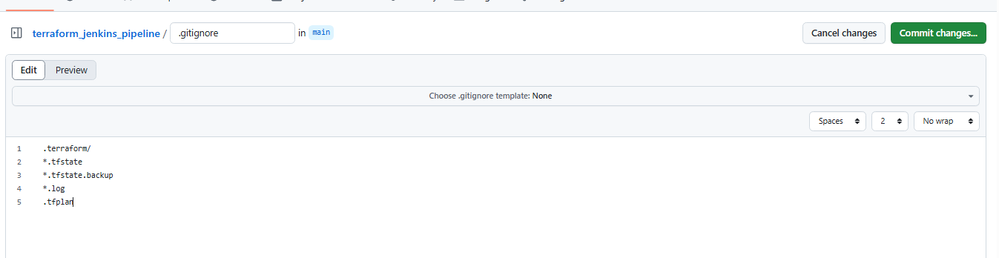 terraform_jenkins_pipeline / .gitignore in main
Cancel changes
Commit changes...
Edit
Preview
Choose .gitignore template: None
Spaces
2
No wrap
1 .terraform/
2 *.tfstate
3 *.tfstate.backup
4 *.log
5 .tfplan